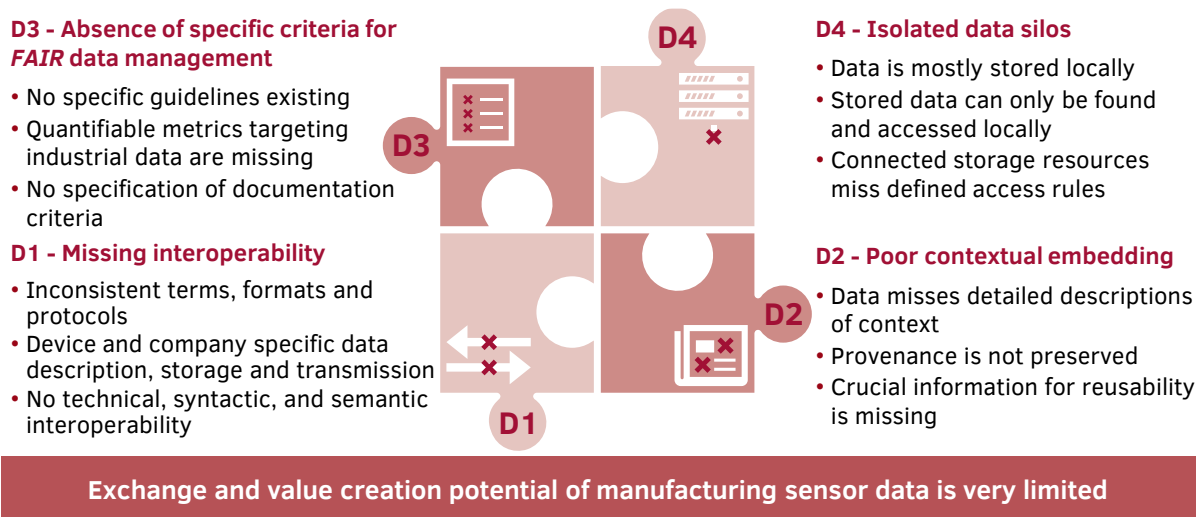 D3 - Absence of specific criteria for
FAIR data management
• No specific guidelines existing
• Quantifiable metrics targeting
industrial data are missing
• No specification of documentation
criteria
D3
D4
D4 - Isolated data silos
• Data is mostly stored locally
• Stored data can only be found
and accessed locally
• Connected storage resources
miss defined access rules
D1 - Missing interoperability
• Inconsistent terms, formats and
protocols
• Device and company specific data
description, storage and transmission
• No technical, syntactic, and semantic
interoperability
D1
D2
D2 - Poor contextual embedding
• Data misses detailed descriptions
of context
• Provenance is not preserved
• Crucial information for reusability
is missing
Exchange and value creation potential of manufacturing sensor data is very limited